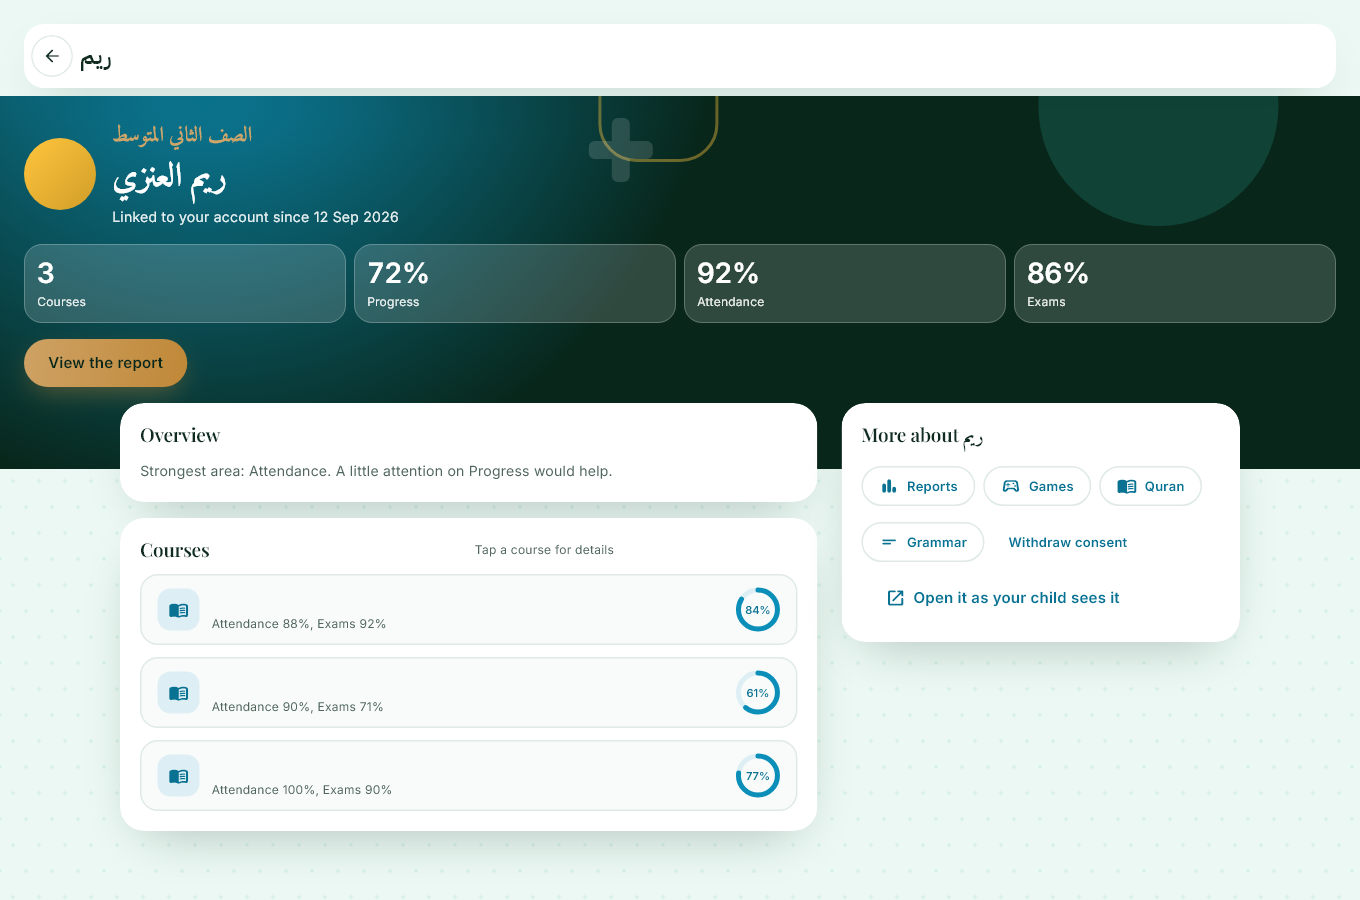 ريم
الصف الثاني المتوسط
ريم العنزي
Linked to your account since 12 Sep 2026
3
Courses
72%
Progress
92%
Attendance
86%
Exams
View the report
Overview
Strongest area: Attendance. A little attention on Progress would help.
Courses
Tap a course for details
Attendance 88%, Exams 92%
84%
Attendance 90%, Exams 71%
61%
Attendance 100%, Exams 90%
77%
More about ريم
Reports
Games
Quran
Grammar
Withdraw consent
Open it as your child sees it